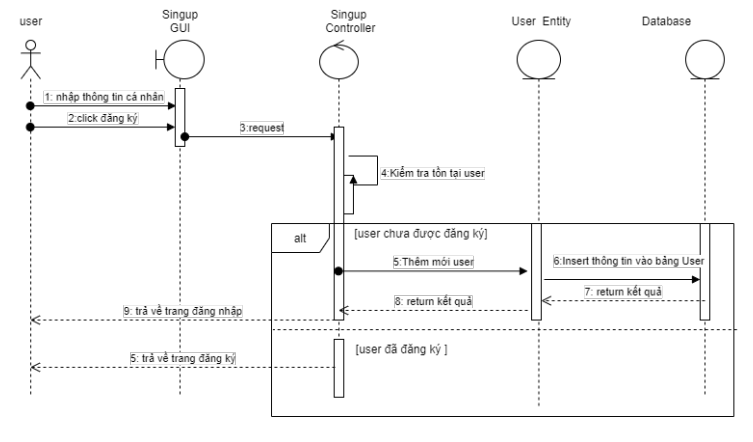 user
Singup
GUI
Singup
Controller
User Entity
Database
1: nhập thông tin cá nhân
2:click đăng ký
3:request
4:Kiểm tra tồn tại user
alt
[user chưa được đăng ký]
5:Thêm mới user
6:Insert thông tin vào bảng User
7: return kết quả
8: return kết quả
9: trả về trang đăng nhập
[user đã đăng ký ]
5: trả về trang đăng ký